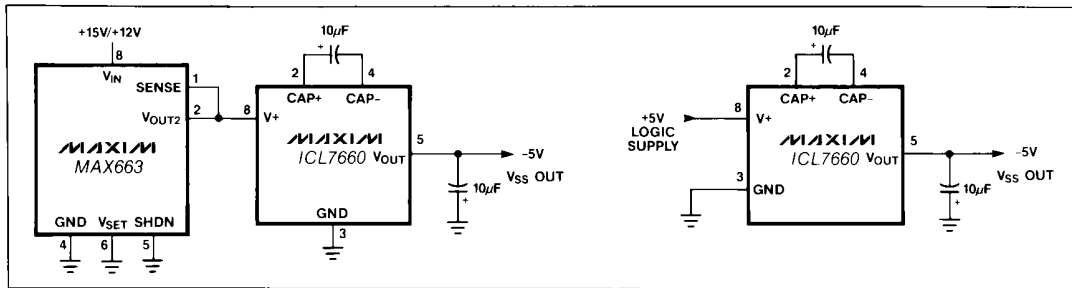 +15V/+12V
8
VIN
SENSE
1
VOUT2
2
MAXIM
MAX663
GND
VSET
SHDN
4
6
5
10µF
+
2
4
CAP+
CAP-
8
V+
MAXIM
ICL7660
VOUT
5
-5V
VSS OUT
10µF
+
GND
3
10µF
+
2
4
CAP+
CAP-
+5V
LOGIC
SUPPLY
8
V+
MAXIM
ICL7660
VOUT
5
-5V
VSS OUT
3
GND
10µF
+